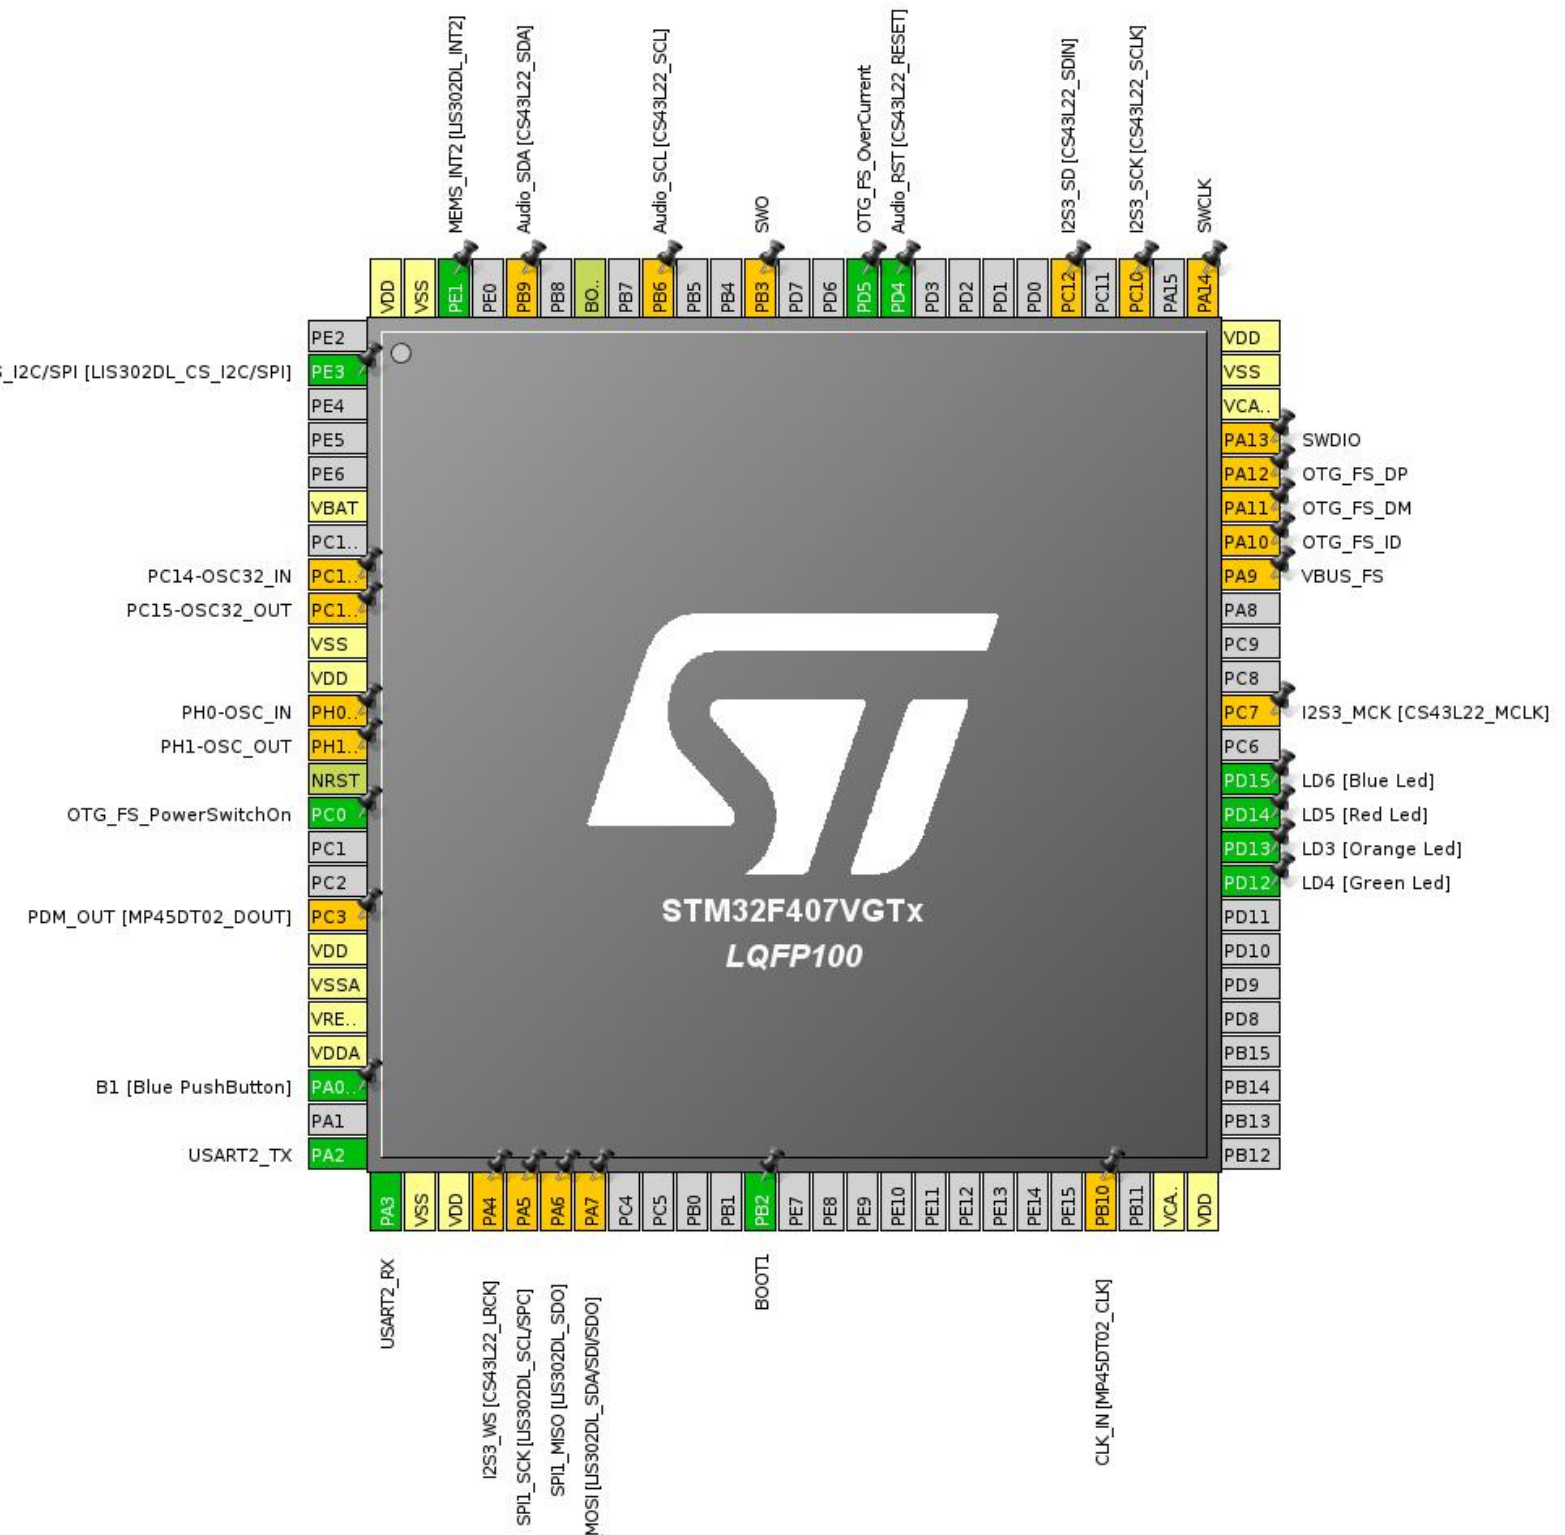 MEMS_INT2 [LIS302DL_INT2]
Audio_SDA [CS43L22_SDA]
Audio_SCL [CS43L22_SCL]
SWO
OTG_FS_OverCurrent
Audio_RST [CS43L22_RESET]
I2S3_SD [CS43L22_SDIN]
I2S3_SCK [CS43L22_SCLK]
SWCLK
VDD
VSS
PE1
PE0
PB9
PB8
BO..
PB7
PB6
PB5
PB4
PB3
PD7
PD6
PD5
PD4
PD3
PD2
PD1
PD0
PC12
PC11
PC10
PA15
PA14
PE2
S_I2C/SPI [LIS302DL_CS_I2C/SPI] PE3
PE4
PE5
PE6
VBAT
PC1..
PC14-OSC32_IN PC1..
PC15-OSC32_OUT PC1..
VSS
VDD
PH0-OSC_IN PH0..
PH1-OSC_OUT PH1..
NRST
OTG_FS_PowerSwitchOn PC0
PC1
PC2
PDM_OUT [MP45DT02_DOUT] PC3
VDD
VSSA
VRE..
VDDA
B1 [Blue PushButton] PA0..
PA1
USART2_TX PA2
STM32F407VGTx
LQFP100
VDD
VSS
VCA..
PA13 SWDIO
PA12 OTG_FS_DP
PA11 OTG_FS_DM
PA10 OTG_FS_ID
PA9 VBUS_FS
PA8
PC9
PC8
PC7 I2S3_MCK [CS43L22_MCLK]
PC6
PD15 LD6 [Blue Led]
PD14 LD5 [Red Led]
PD13 LD3 [Orange Led]
PD12 LD4 [Green Led]
PD11
PD10
PD9
PD8
PB15
PB14
PB13
PB12
PA3
VSS
VDD
PA4
PA5
PA6
PA7
PC4
PC5
PB0
PB1
PB2
PE7
PE8
PE9
PE10
PE11
PE12
PE13
PE14
PE15
PB10
PB11
VCA..
VDD
USART2_RX
I2S3_WS [CS43L22_LRCK]
SPI1_SCK [LIS302DL_SCL/SPC]
SPI1_MISO [LIS302DL_SDO]
MOSI [LIS302DL_SDA/SDI/SDO]
BOOT1
CLK_IN [MP45DT02_CLK]